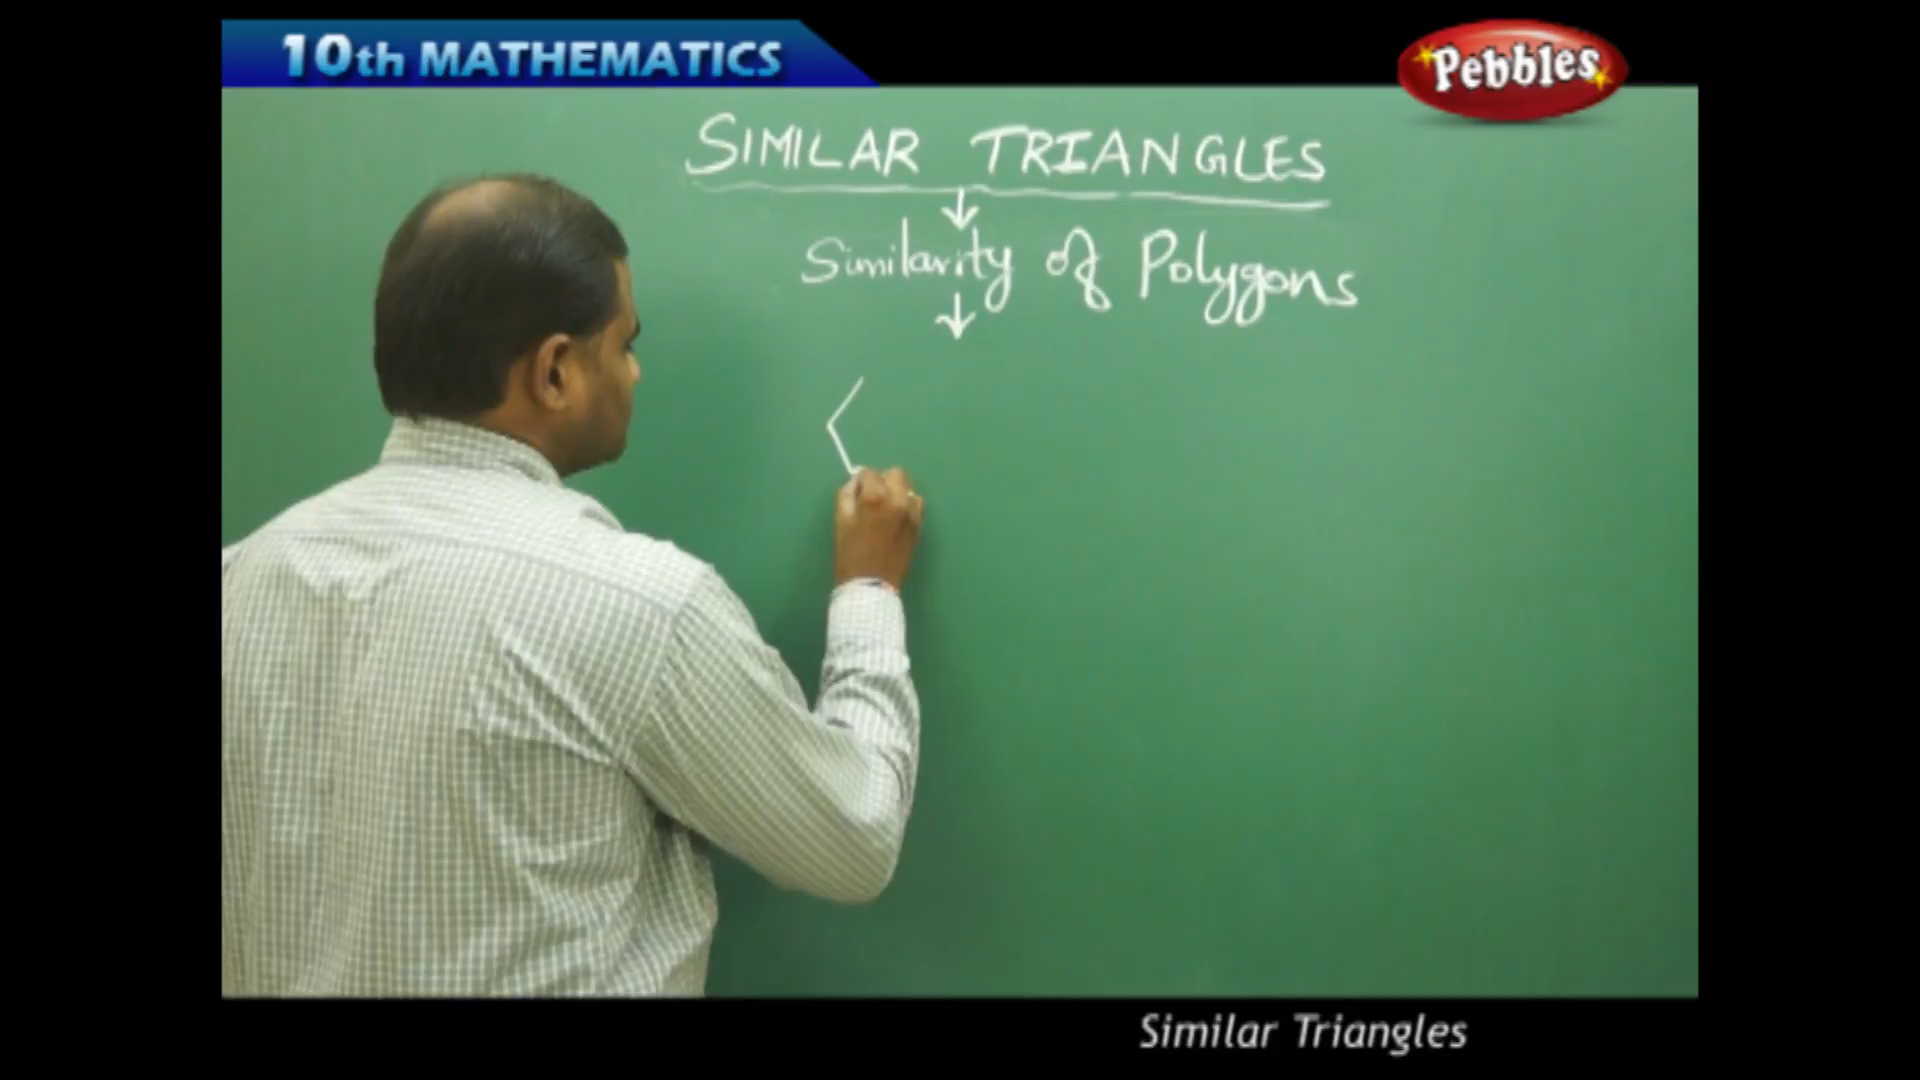 10th MATHEMATICS
Pebbles
SIMILAR TRIANGLES
Similarity of Polygons
Similar Triangles